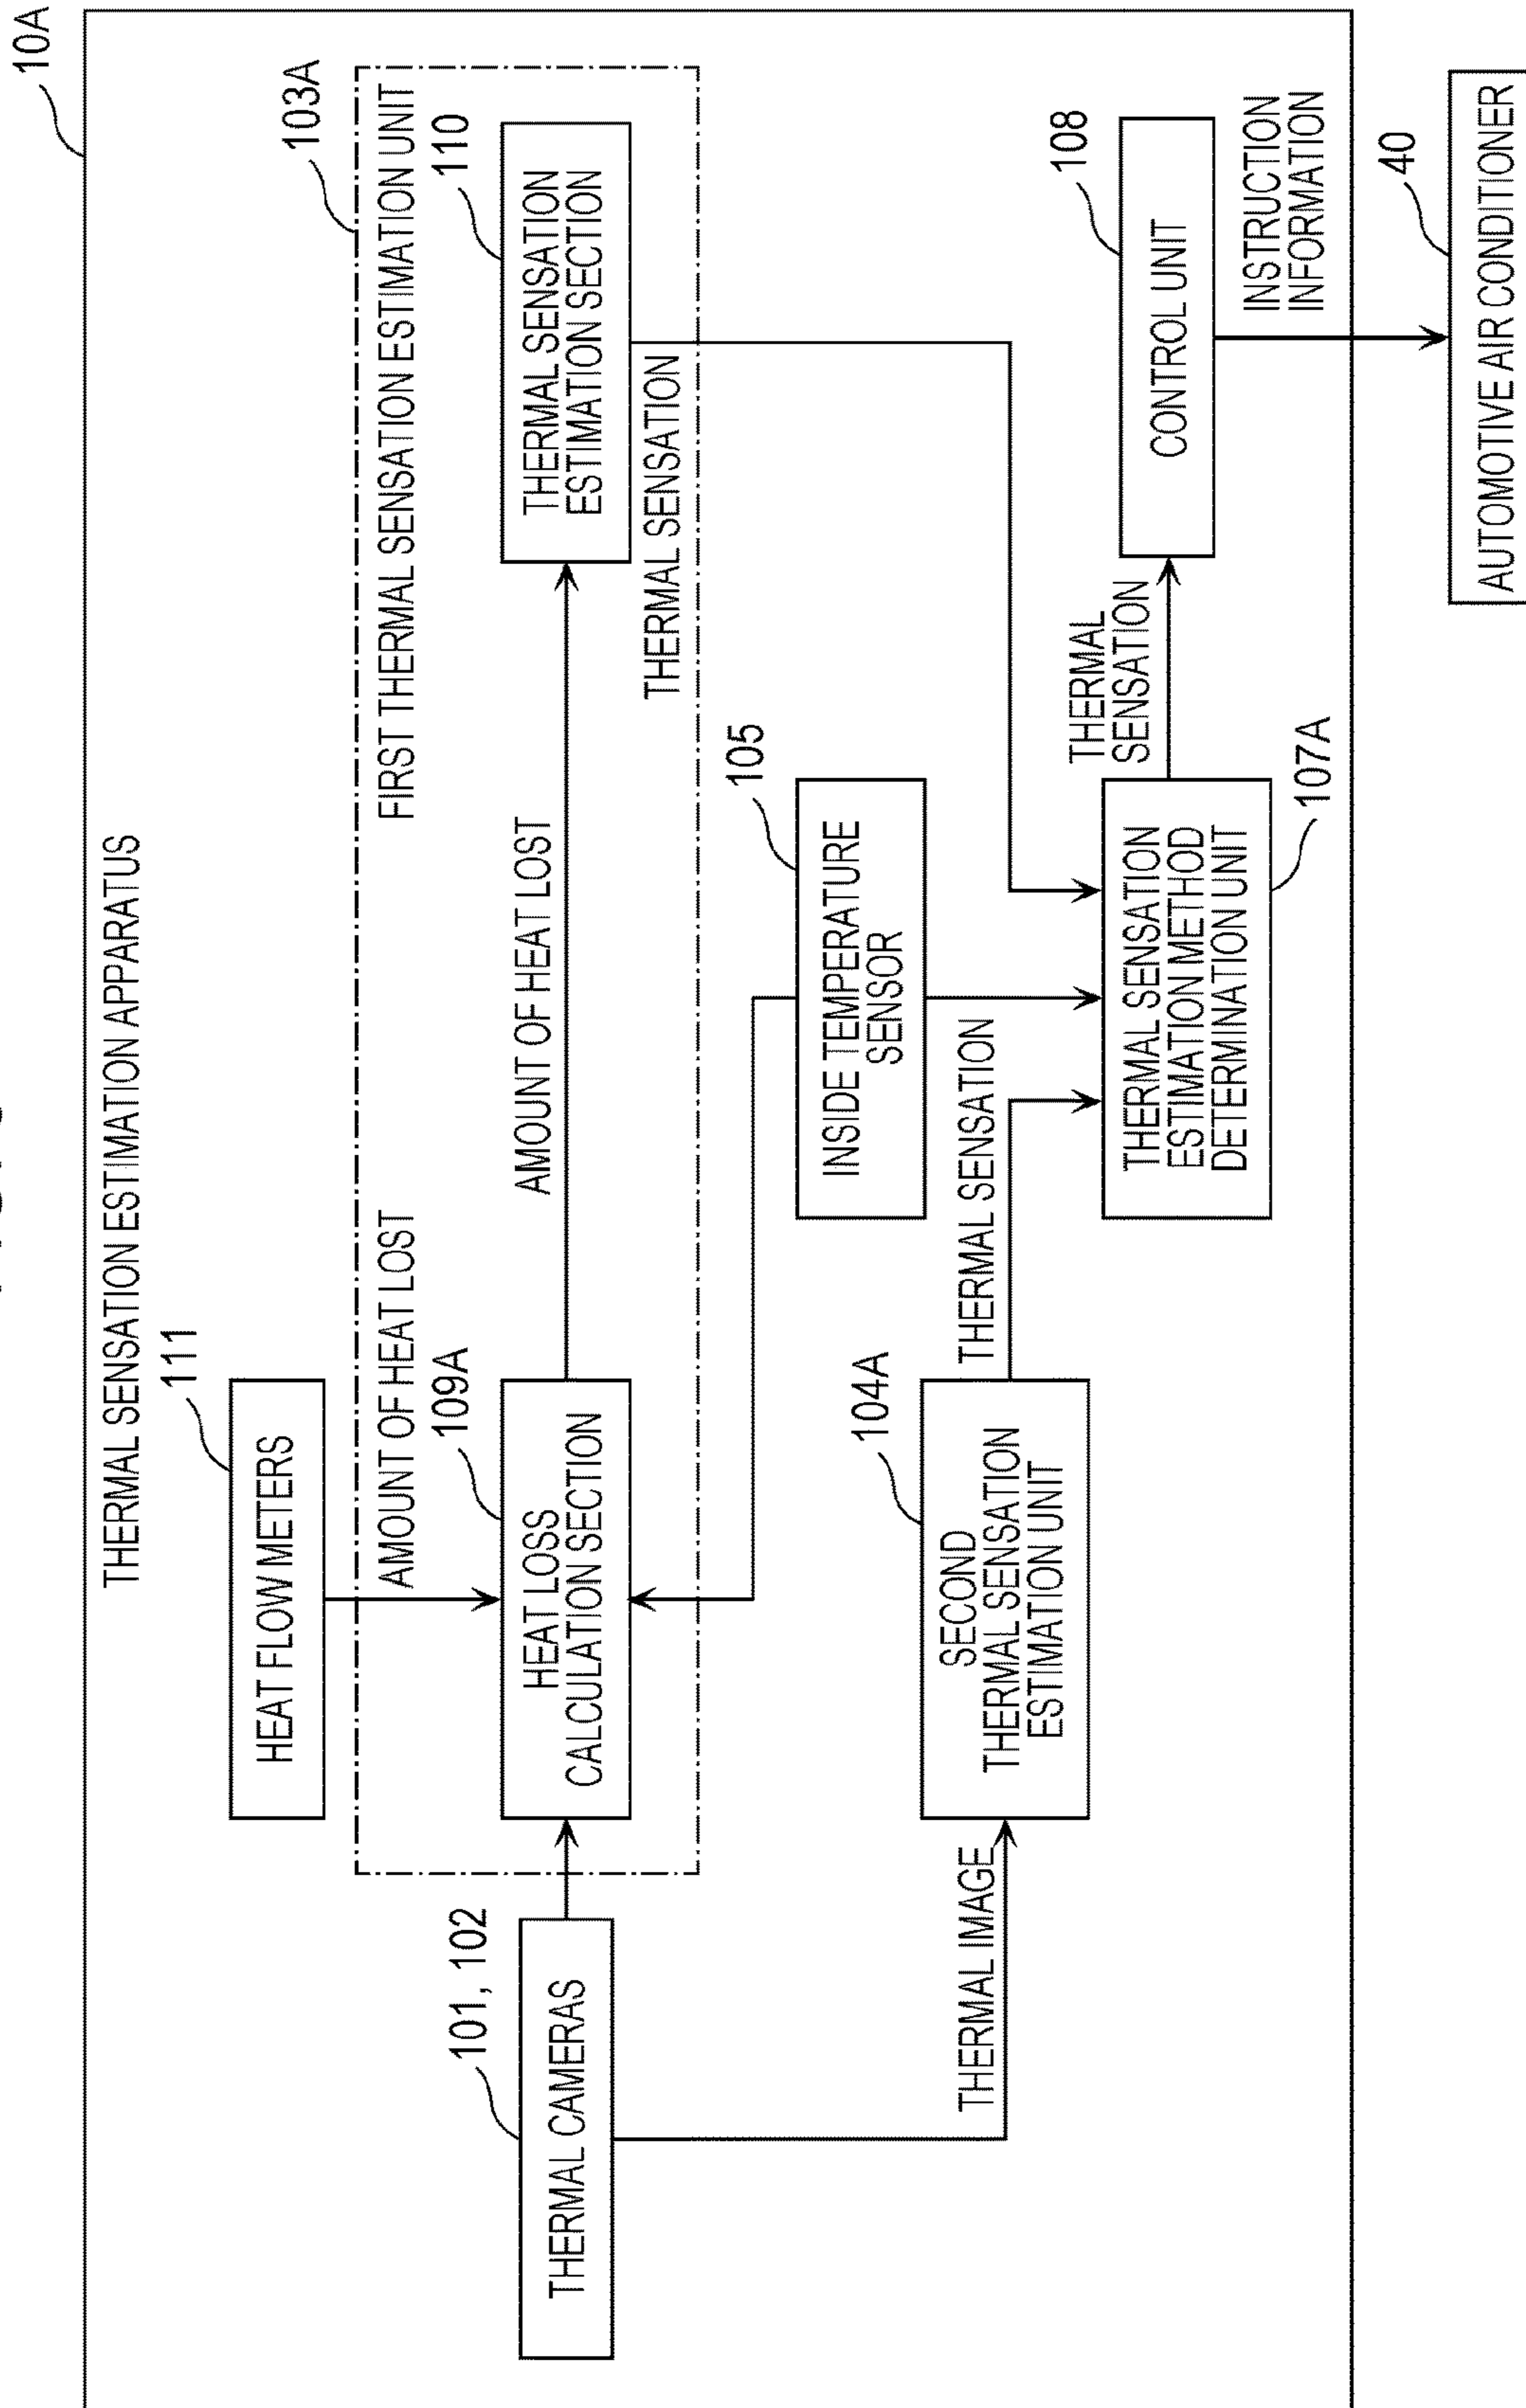 10A
THERMAL SENSATION ESTIMATION APPARATUS
111
HEAT FLOW METERS
103A
FIRST THERMAL SENSATION ESTIMATION UNIT
AMOUNT OF HEAT LOST
101, 102
THERMAL CAMERAS
109A
HEAT LOSS
CALCULATION SECTION
AMOUNT OF HEAT LOST
110
THERMAL SENSATION
ESTIMATION SECTION
THERMAL SENSATION
105
INSIDE TEMPERATURE
SENSOR
THERMAL IMAGE
104A
SECOND
THERMAL SENSATION
ESTIMATION UNIT
THERMAL SENSATION
THERMAL SENSATION
ESTIMATION METHOD
DETERMINATION UNIT
107A
THERMAL
SENSATION
108
CONTROL UNIT
INSTRUCTION
INFORMATION
40
AUTOMOTIVE AIR CONDITIONER